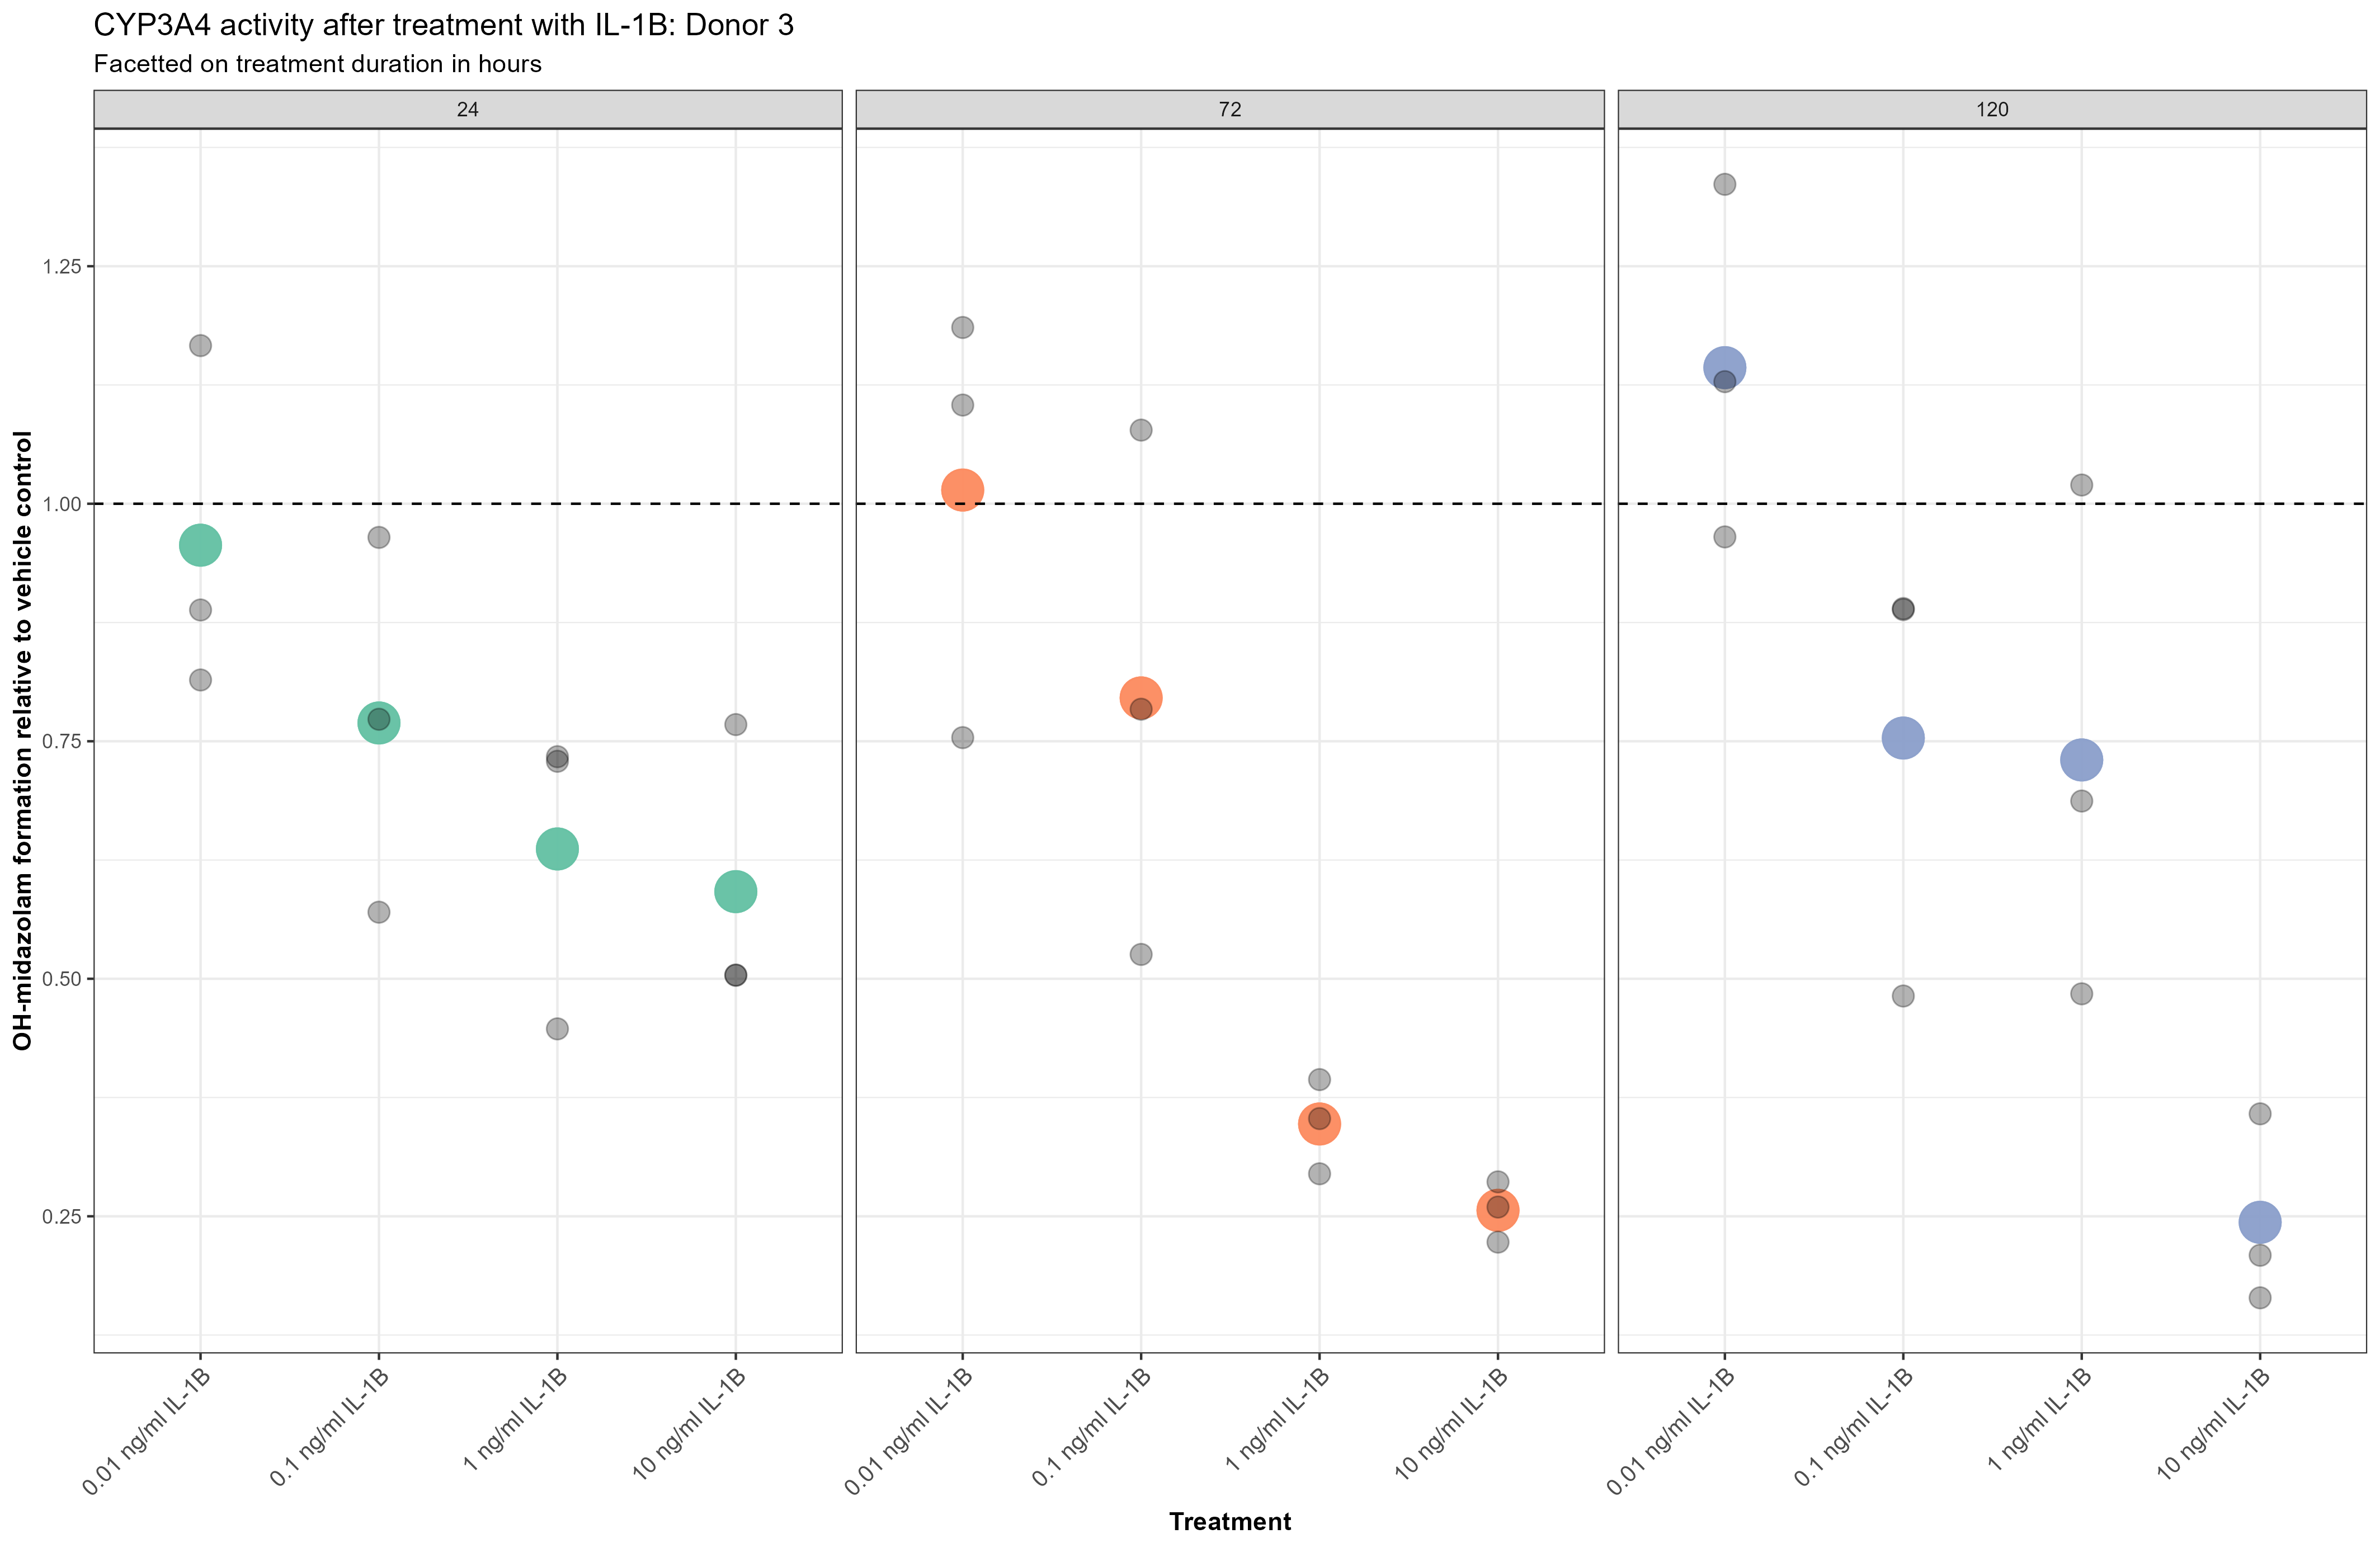 CYP3A4 activity after treatment with IL-1B: Donor 3
Facetted on treatment duration in hours
24
72
120
OH-midazolam formation relative to vehicle control
1.25
1.00
0.75
0.50
0.25
0.01 ng/ml IL-1B
0.1 ng/ml IL-1B
1 ng/ml IL-1B
10 ng/ml IL-1B
0.01 ng/ml IL-1B
0.1 ng/ml IL-1B
1 ng/ml IL-1B
10 ng/ml IL-1B
0.01 ng/ml IL-1B
0.1 ng/ml IL-1B
1 ng/ml IL-1B
10 ng/ml IL-1B
Treatment